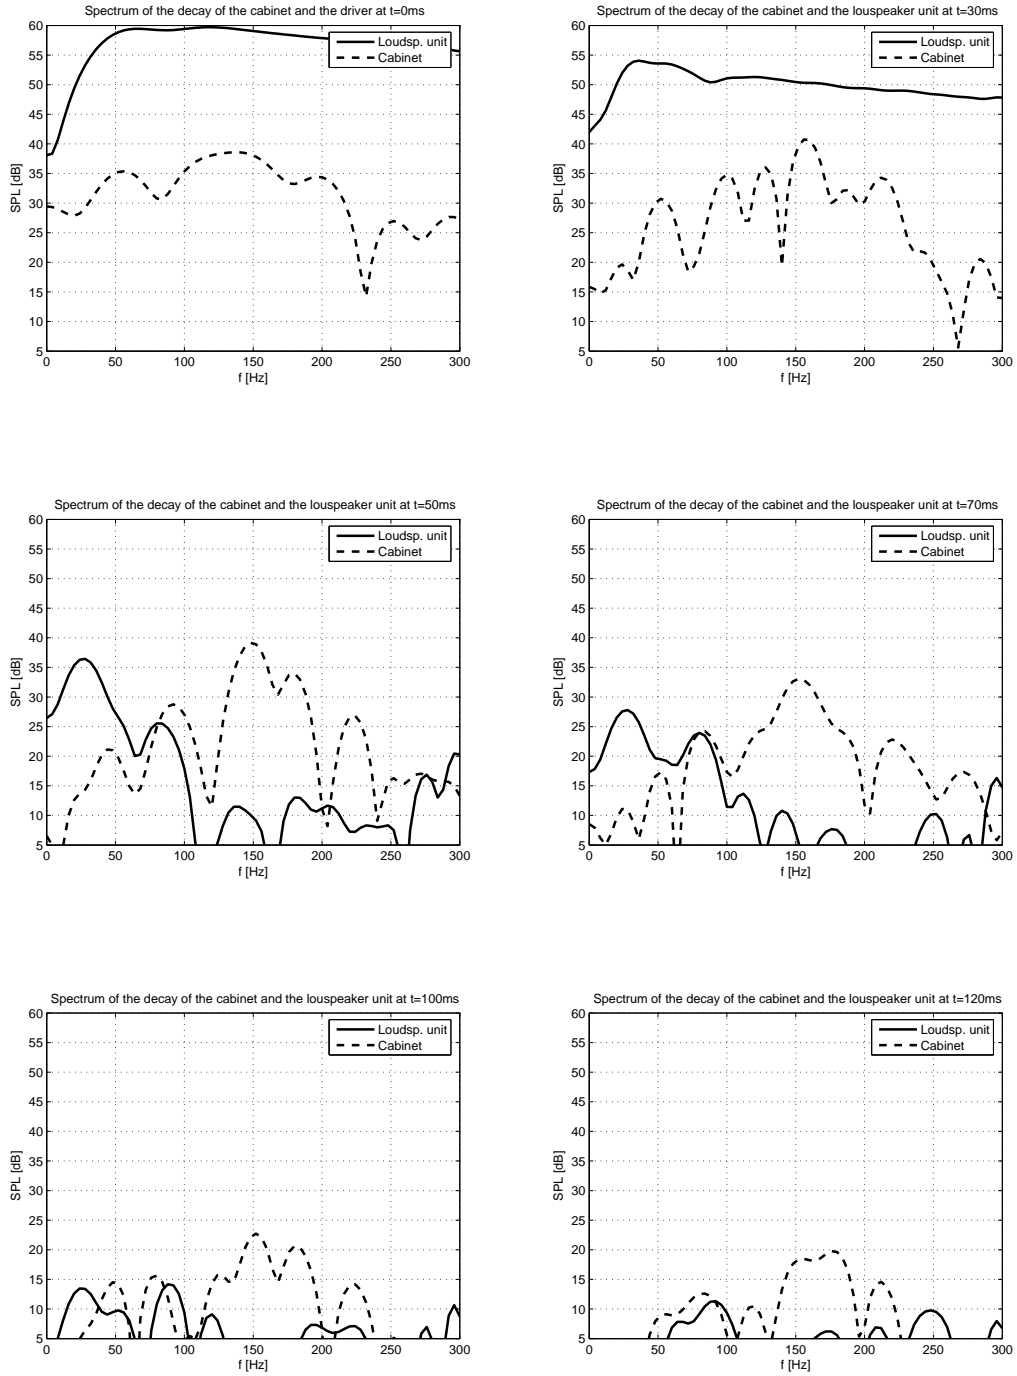 Spectrum of the decay of the cabinet and the driver at t=0ms
60
55
50
45
40
35
30
25
20
15
10
5
SPL [dB]
Loudsp. unit
Cabinet
0 50 100 150 200 250 300
f [Hz]
Spectrum of the decay of the cabinet and the louspeaker unit at t=30ms
60
55
50
45
40
35
30
25
20
15
10
5
SPL [dB]
Loudsp. unit
Cabinet
0 50 100 150 200 250 300
f [Hz]
Spectrum of the decay of the cabinet and the louspeaker unit at t=50ms
60
55
50
45
40
35
30
25
20
15
10
5
SPL [dB]
Loudsp. unit
Cabinet
0 50 100 150 200 250 300
f [Hz]
Spectrum of the decay of the cabinet and the louspeaker unit at t=70ms
60
55
50
45
40
35
30
25
20
15
10
5
SPL [dB]
Loudsp. unit
Cabinet
0 50 100 150 200 250 300
f [Hz]
Spectrum of the decay of the cabinet and the louspeaker unit at t=100ms
60
55
50
45
40
35
30
25
20
15
10
5
SPL [dB]
Loudsp. unit
Cabinet
0 50 100 150 200 250 300
f [Hz]
Spectrum of the decay of the cabinet and the louspeaker unit at t=120ms
60
55
50
45
40
35
30
25
20
15
10
5
SPL [dB]
Loudsp. unit
Cabinet
0 50 100 150 200 250 300
f [Hz]